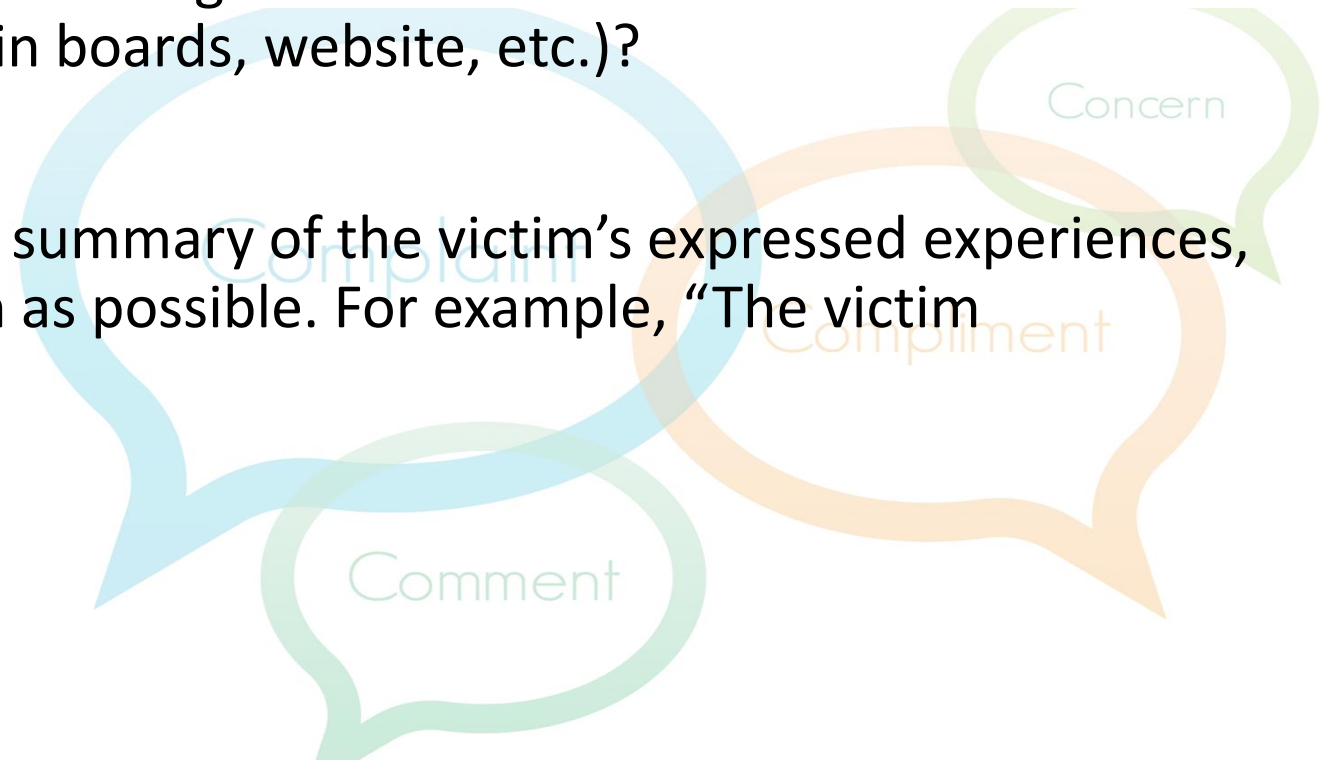 in boards, website, etc.)?
Concern
summary of the victim’s expressed experiences,
Complaint
as possible. For example, “The victim
Compliment
Comment